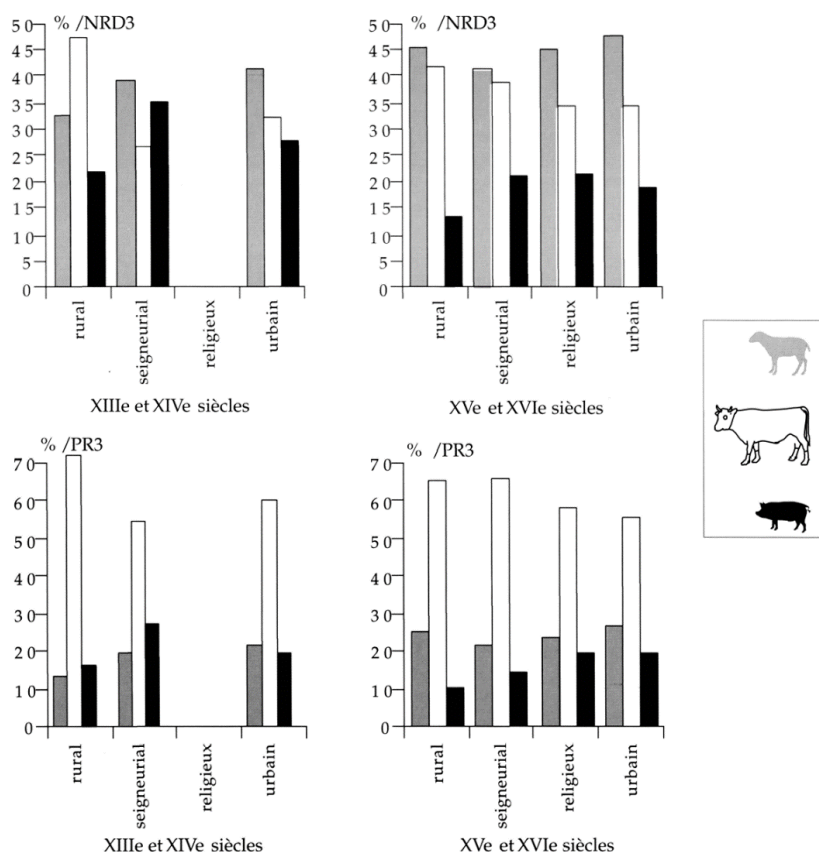 % /NRD3
50
45
40
35
30
25
20
15
10
5
0
rural
seigneurial
religieux
urbain
XIIIe et XIVe siècles
% /NRD3
50
45
40
35
30
25
20
15
10
5
0
rural
seigneurial
religieux
urbain
XVe et XVIe siècles
% /PR3
70
60
50
40
30
20
10
0
rural
seigneurial
religieux
urbain
XIIIe et XIVe siècles
% /PR3
70
60
50
40
30
20
10
0
rural
seigneurial
religieux
urbain
XVe et XVIe siècles